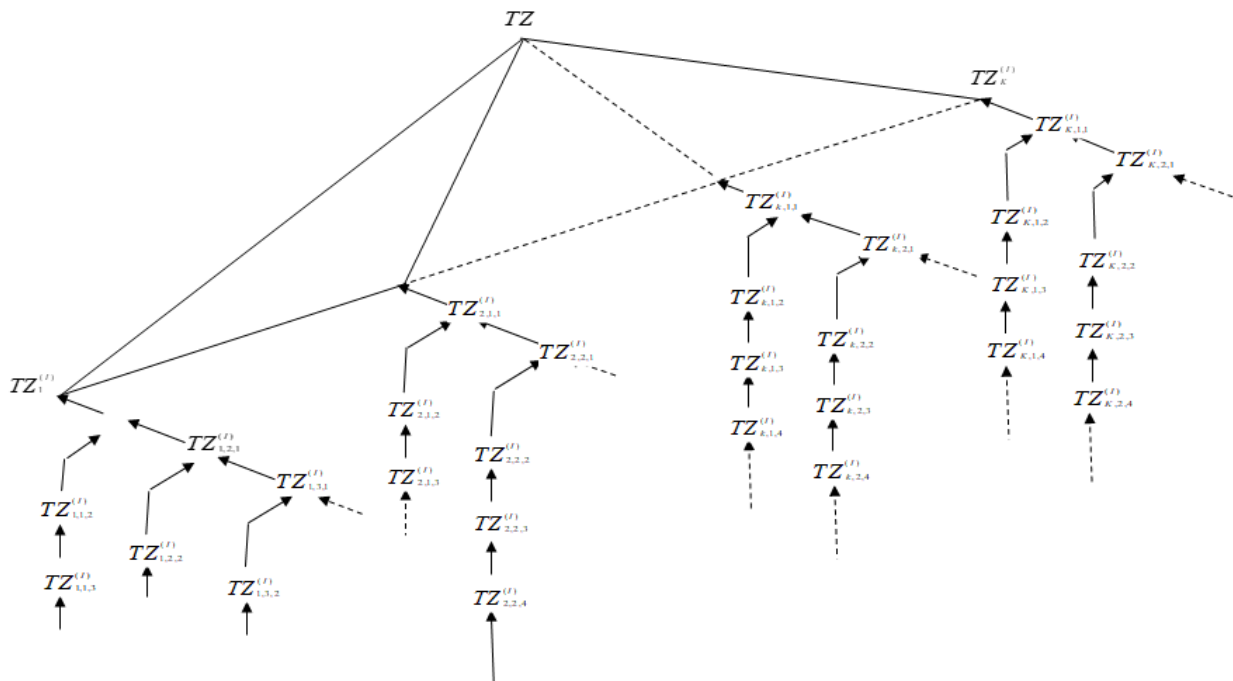 TZ
TZ_K^{(I)}
TZ_{K,1,1}^{(I)}
TZ_{K,2,1}^{(I)}
TZ_{k,1,1}^{(I)}
TZ_{K,1,2}^{(I)}
TZ_{k,2,1}^{(I)}
TZ_{K,2,2}^{(I)}
TZ_{K,1,3}^{(I)}
TZ_{k,1,2}^{(I)}
TZ_{2,1,1}^{(I)}
TZ_{K,2,3}^{(I)}
TZ_{k,2,2}^{(I)}
TZ_{2,2,1}^{(I)}
TZ_{K,1,4}^{(I)}
TZ_{k,1,3}^{(I)}
TZ_1^{(I)}
TZ_{K,2,4}^{(I)}
TZ_{k,2,3}^{(I)}
TZ_{2,1,2}^{(I)}
TZ_{k,1,4}^{(I)}
TZ_{1,2,1}^{(I)}
TZ_{2,2,2}^{(I)}
TZ_{k,2,4}^{(I)}
TZ_{2,1,3}^{(I)}
TZ_{1,3,1}^{(I)}
TZ_{1,1,2}^{(I)}
TZ_{2,2,3}^{(I)}
TZ_{1,2,2}^{(I)}
TZ_{1,1,3}^{(I)}
TZ_{1,3,2}^{(I)}
TZ_{2,2,4}^{(I)}